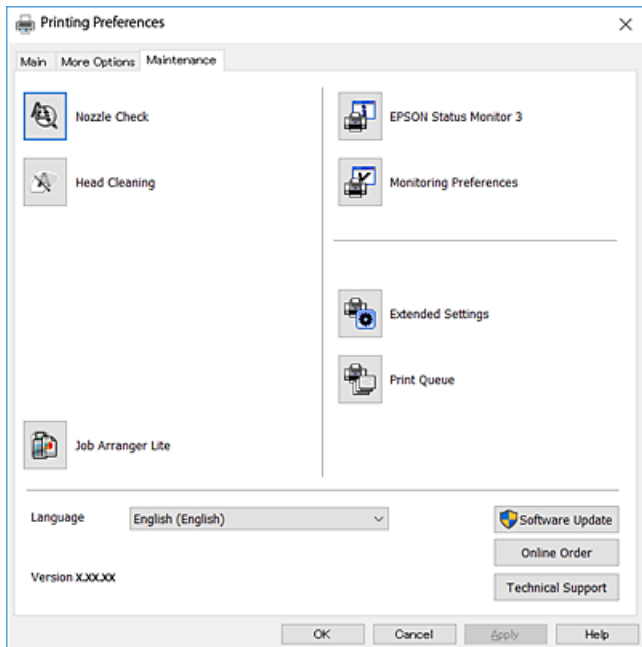 Printing Preferences
Main More Options Maintenance
Nozzle Check
EPSON Status Monitor 3
Head Cleaning
Monitoring Preferences
Extended Settings
Print Queue
Job Arranger Lite
Language English (English)
Software Update
Online Order
Version X.XX.XX
Technical Support
OK Cancel Apply Help